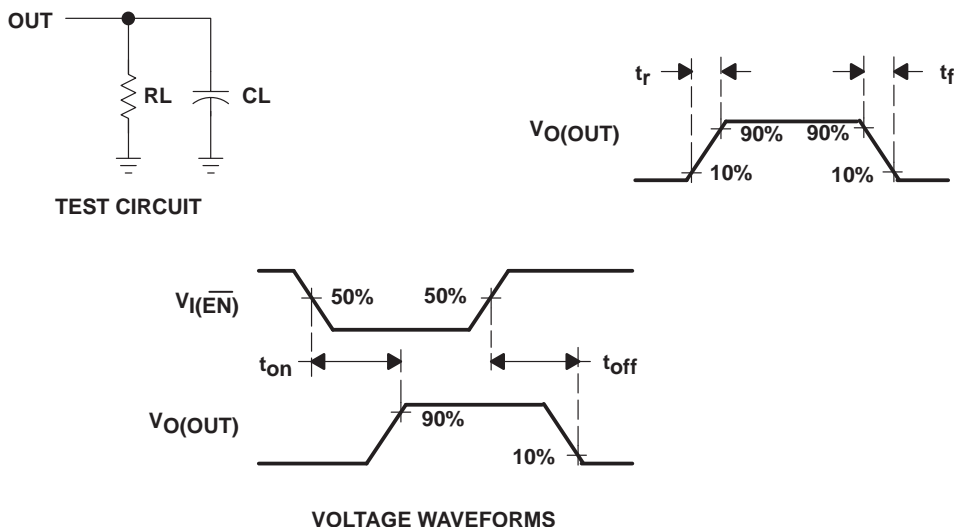 OUT
RL CL
TEST CIRCUIT
tr tf
VO(OUT)
90% 90%
10% 10%
VI(E̅N̅)
50% 50%
ton toff
VO(OUT)
90%
10%
VOLTAGE WAVEFORMS